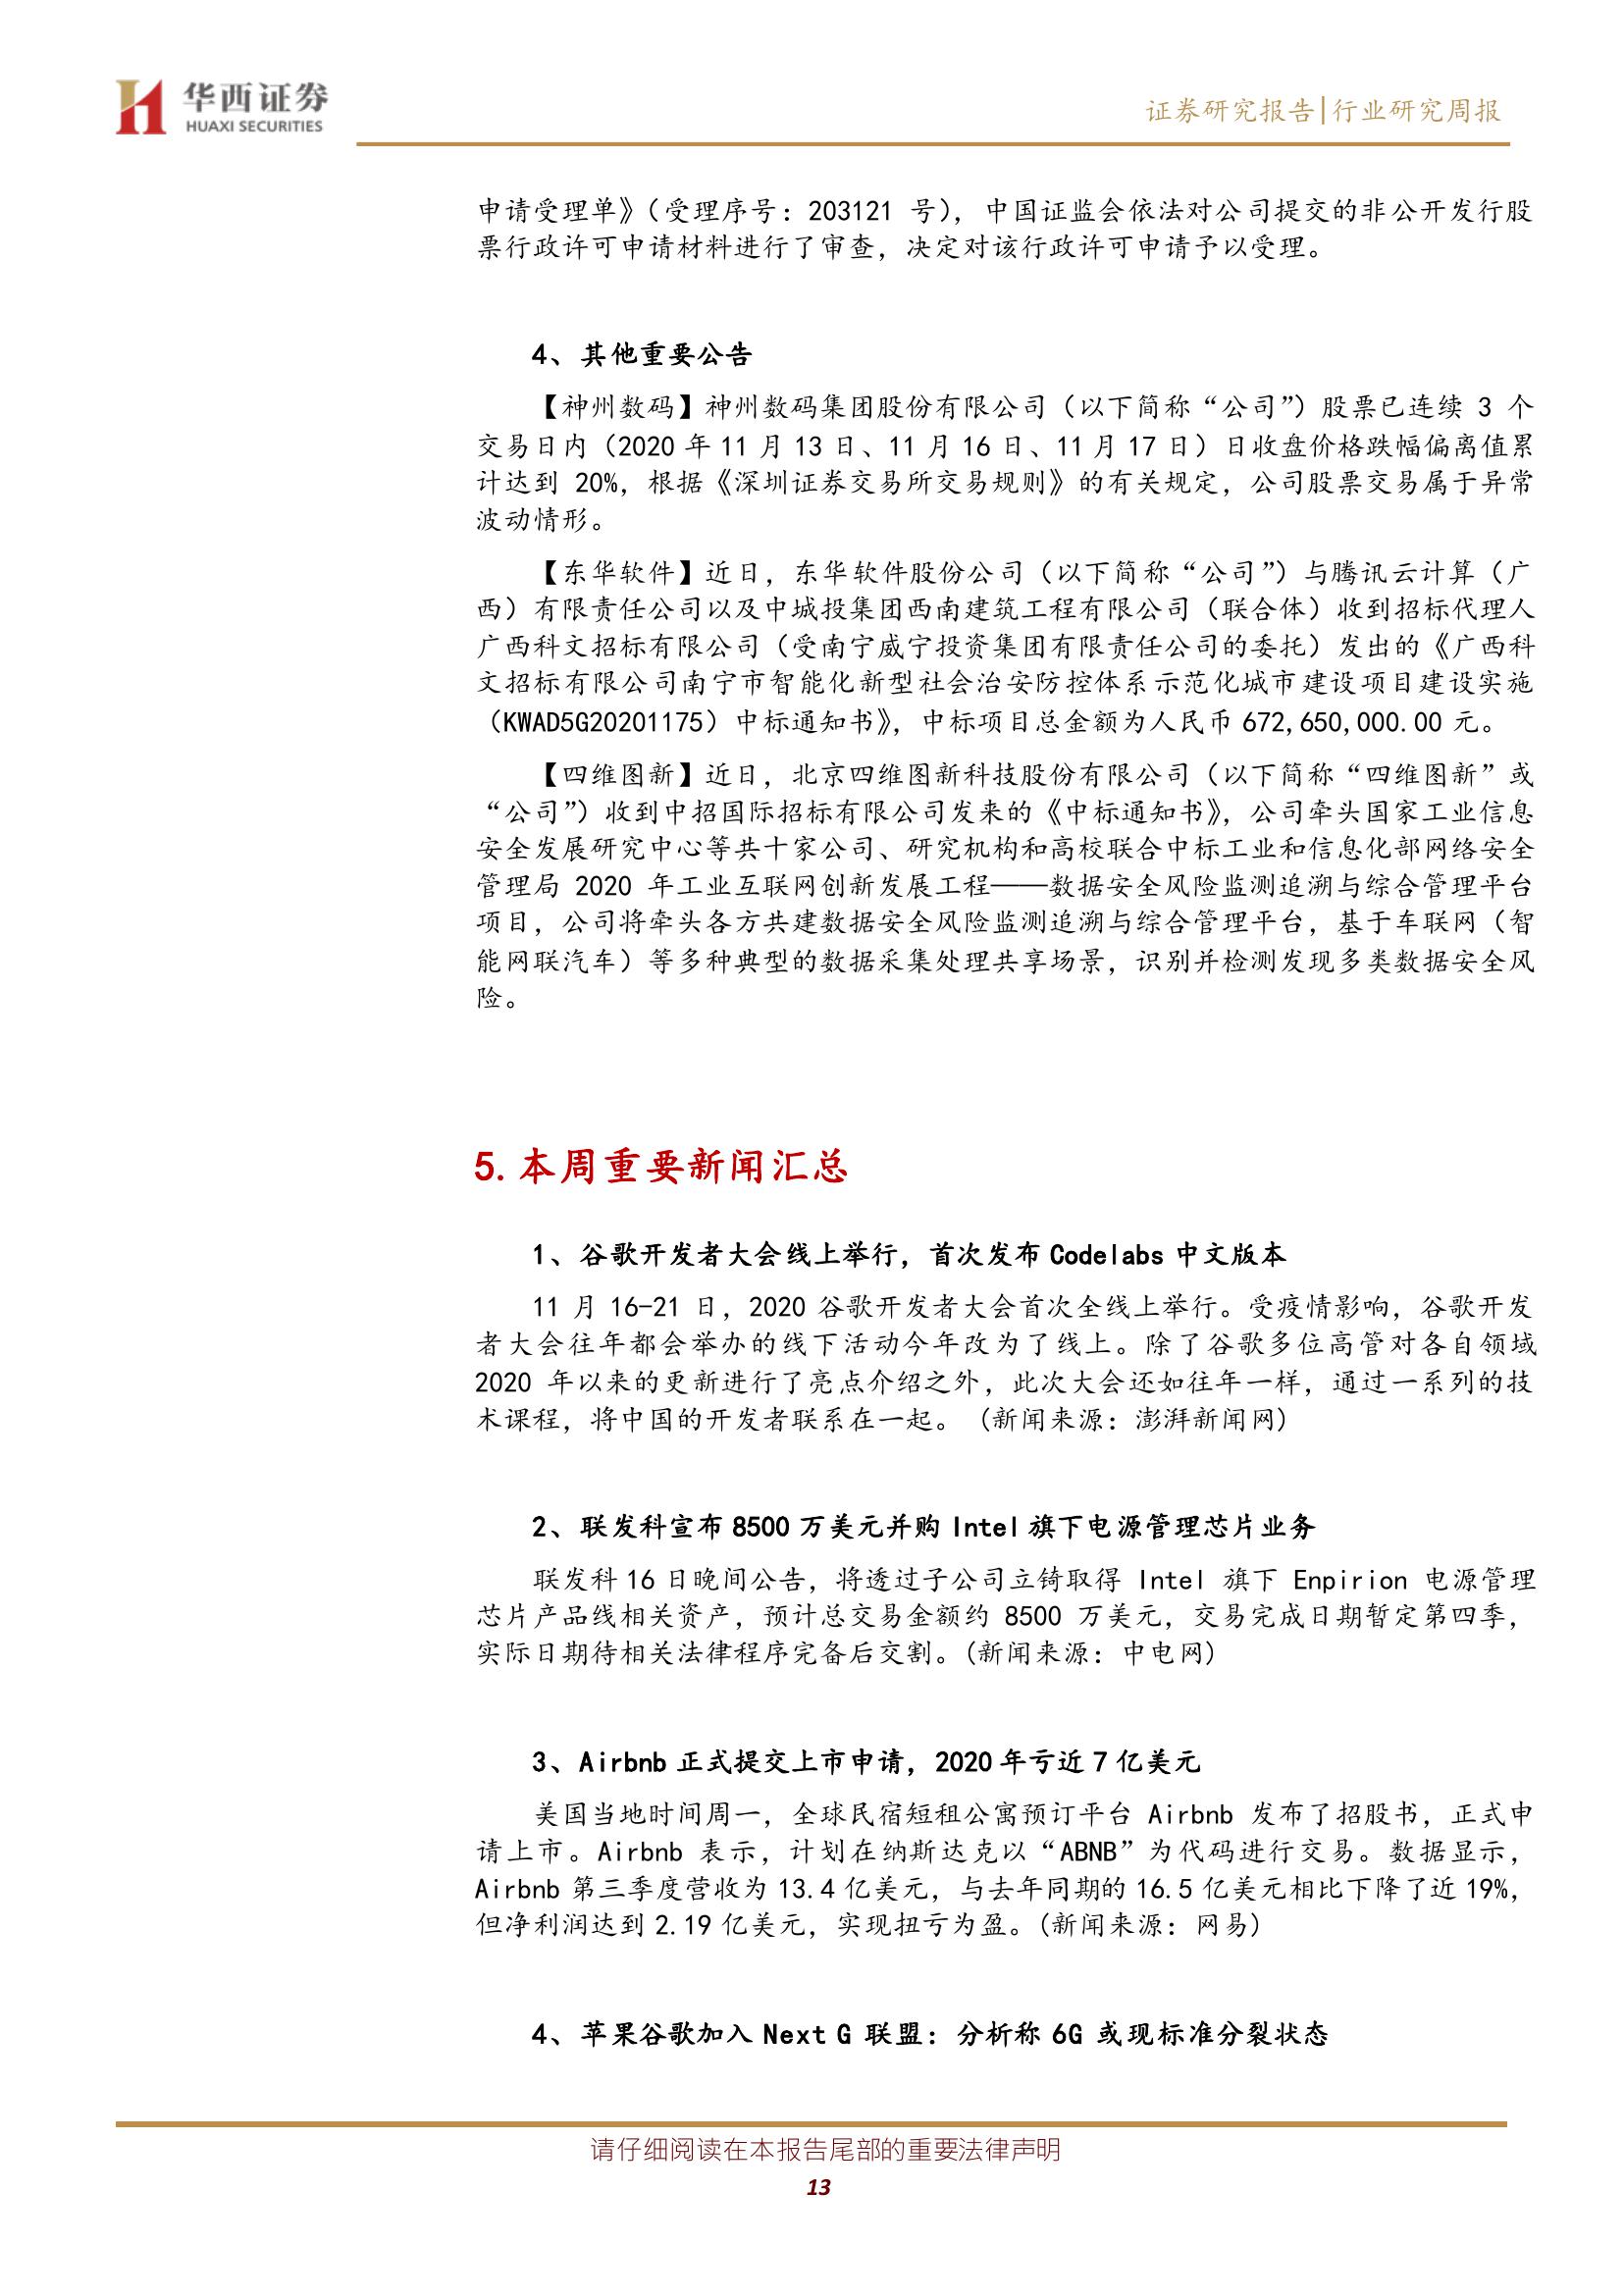 华西证券
HUAXI SECURITIES
证券研究报告|行业研究周报
申请受理单》（受理序号：203121 号），中国证监会依法对公司提交的非公开发行股
票行政许可申请材料进行了审查，决定对该行政许可申请予以受理。
4、其他重要公告
【神州数码】神州数码集团股份有限公司（以下简称“公司”）股票已连续 3 个
交易日内（2020 年 11 月 13 日、11 月 16 日、11 月 17 日）日收盘价格跌幅偏离值累
计达到 20%，根据《深圳证券交易所交易规则》的有关规定，公司股票交易属于异常
波动情形。
【东华软件】近日，东华软件股份公司（以下简称“公司”）与腾讯云计算（广
西）有限责任公司以及中城投集团西南建筑工程有限公司（联合体）收到招标代理人
广西科文招标有限公司（受南宁威宁投资集团有限责任公司的委托）发出的《广西科
文招标有限公司南宁市智能化新型社会治安防控体系示范化城市建设项目建设实施
（KWAD5G20201175）中标通知书》，中标项目总金额为人民币 672,650,000.00 元。
【四维图新】近日，北京四维图新科技股份有限公司（以下简称“四维图新”或
“公司”）收到中招国际招标有限公司发来的《中标通知书》，公司牵头国家工业信息
安全发展研究中心等共十家公司、研究机构和高校联合中标工业和信息化部网络安全
管理局 2020 年工业互联网创新发展工程——数据安全风险监测追溯与综合管理平台
项目，公司将牵头各方共建数据安全风险监测追溯与综合管理平台，基于车联网（智
能网联汽车）等多种典型的数据采集处理共享场景，识别并检测发现多类数据安全风
险。
5.本周重要新闻汇总
1、谷歌开发者大会线上举行，首次发布 Codelabs 中文版本
11 月 16-21 日，2020 谷歌开发者大会首次全线上举行。受疫情影响，谷歌开发
者大会往年都会举办的线下活动今年改为了线上。除了谷歌多位高管对各自领域
2020 年以来的更新进行了亮点介绍之外，此次大会还如往年一样，通过一系列的技
术课程，将中国的开发者联系在一起。（新闻来源：澎湃新闻网）
2、联发科宣布 8500 万美元并购 Intel 旗下电源管理芯片业务
联发科 16 日晚间公告，将透过子公司立锜取得 Intel 旗下 Enpirion 电源管理
芯片产品线相关资产，预计总交易金额约 8500 万美元，交易完成日期暂定第四季，
实际日期待相关法律程序完备后交割。（新闻来源：中电网）
3、Airbnb 正式提交上市申请，2020 年亏近 7 亿美元
美国当地时间周一，全球民宿短租公寓预订平台 Airbnb 发布了招股书，正式申
请上市。Airbnb 表示，计划在纳斯达克以“ABNB”为代码进行交易。数据显示，
Airbnb 第三季度营收为 13.4 亿美元，与去年同期的 16.5 亿美元相比下降了近 19%，
但净利润达到 2.19 亿美元，实现扭亏为盈。（新闻来源：网易）
4、苹果谷歌加入 Next G 联盟：分析称 6G 或现标准分裂状态
请仔细阅读在本报告尾部的重要法律声明
13